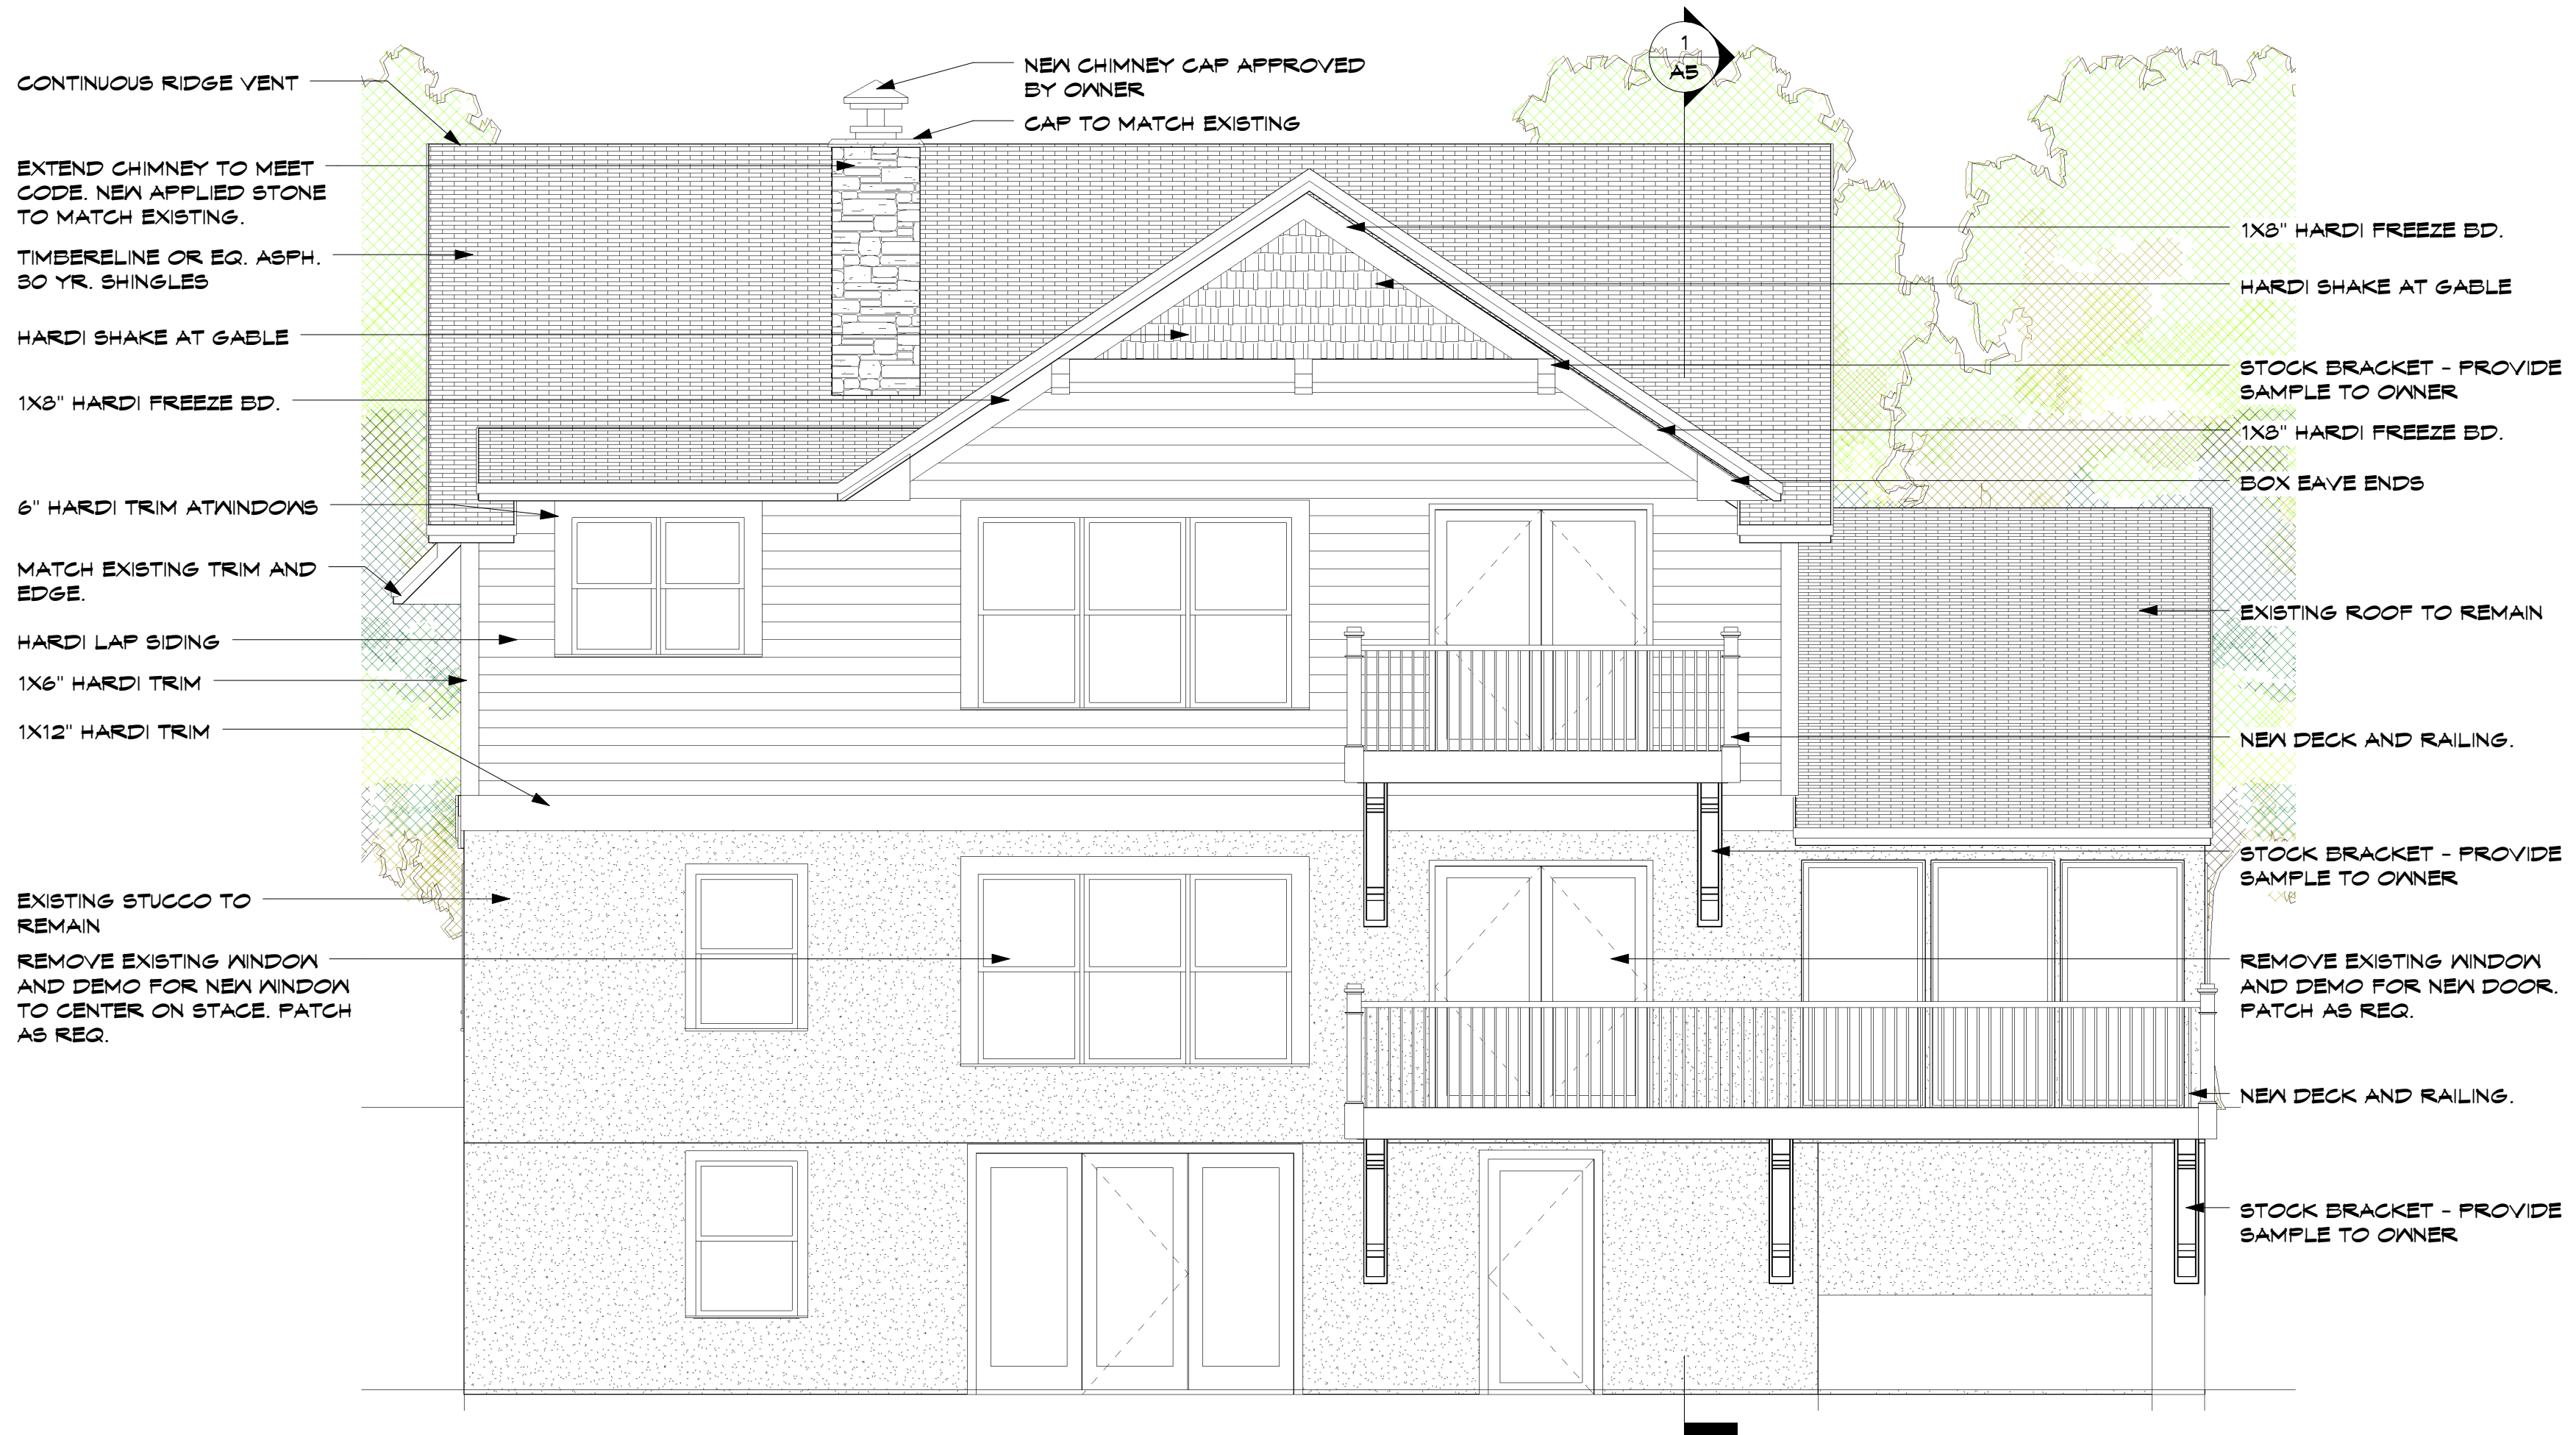 CONTINUOUS RIDGE VENT
EXTEND CHIMNEY TO MEET
CODE. NEW APPLIED STONE
TO MATCH EXISTING.
TIMBERELINE OR EQ. ASPH.
30 YR. SHINGLES
HARDI SHAKE AT GABLE
1X8" HARDI FREEZE BD.
6" HARDI TRIM ATWINDOWS
MATCH EXISTING TRIM AND
EDGE.
HARDI LAP SIDING
1X6" HARDI TRIM
1X12" HARDI TRIM
EXISTING STUCCO TO
REMAIN
REMOVE EXISTING WINDOW
AND DEMO FOR NEW WINDOW
TO CENTER ON STACE. PATCH
AS REQ.
NEW CHIMNEY CAP APPROVED
BY OWNER
CAP TO MATCH EXISTING
1
A5
1X8" HARDI FREEZE BD.
HARDI SHAKE AT GABLE
STOCK BRACKET - PROVIDE
SAMPLE TO OWNER
1X8" HARDI FREEZE BD.
BOX EAVE ENDS
EXISTING ROOF TO REMAIN
NEW DECK AND RAILING.
STOCK BRACKET - PROVIDE
SAMPLE TO OWNER
REMOVE EXISTING WINDOW
AND DEMO FOR NEW DOOR.
PATCH AS REQ.
NEW DECK AND RAILING.
STOCK BRACKET - PROVIDE
SAMPLE TO OWNER